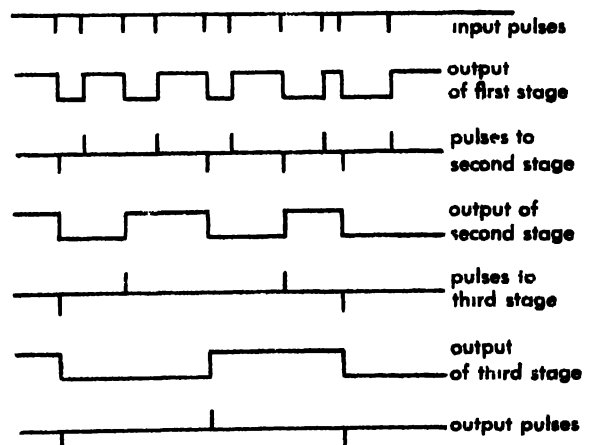 input pulses
output
of first stage
pulses to
second stage
output of
second stage
pulses to
third stage
output
of third stage
output pulses